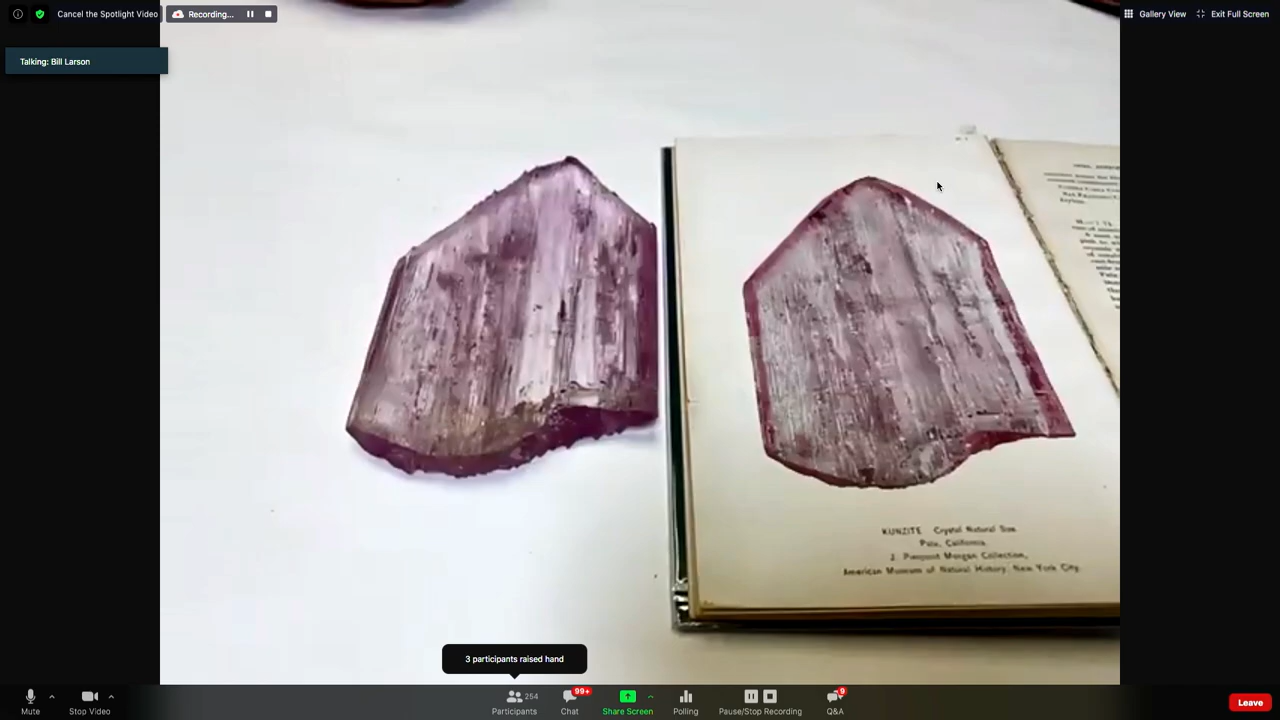 Cancel the Spotlight Video
Recording...
Gallery View
Exit Full Screen
Talking: Bill Larson
KUNZITE Crystal Natural Size.
Pala, California.
J. Pierpont Morgan Collection,
American Museum of Natural History, New York City.
3 participants raised hand
Mute
Stop Video
Participants
254
Chat
99+
Share Screen
Polling
Pause/Stop Recording
Q&A
9
Leave